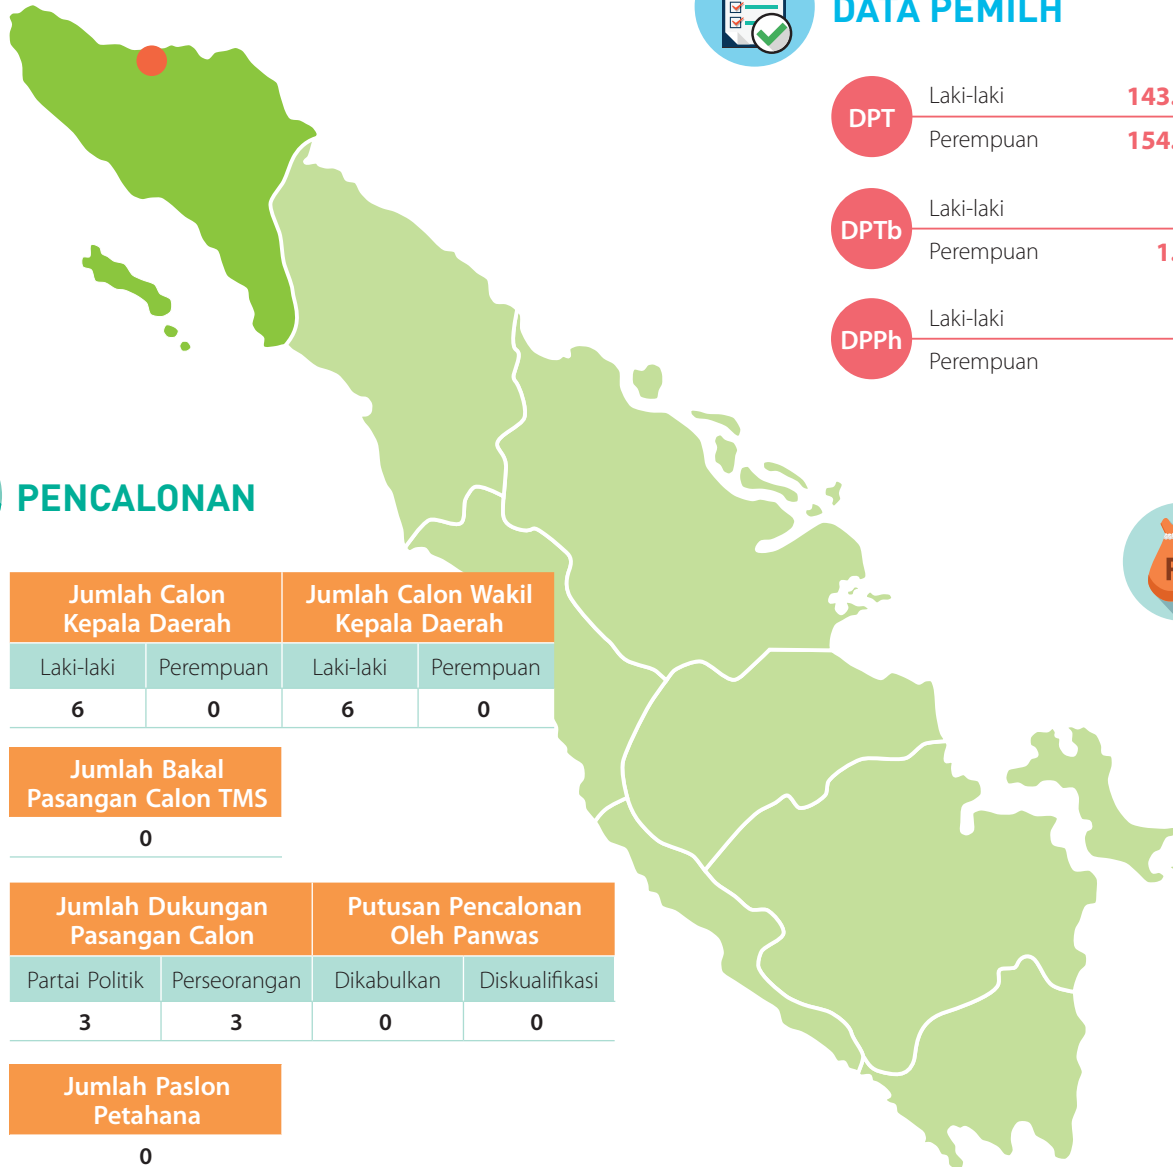 DATA PEMILH
DPT
Laki-laki 143.
Perempuan 154.
DPTb
Laki-laki
Perempuan 1.
DPPh
Laki-laki
Perempuan
PENCALONAN
Jumlah Calon
Kepala Daerah
Jumlah Calon Wakil
Kepala Daerah
Laki-laki Perempuan Laki-laki Perempuan
6 0 6 0
Jumlah Bakal
Pasangan Calon TMS
0
Jumlah Dukungan
Pasangan Calon
Putusan Pencalonan
Oleh Panwas
Partai Politik Perseorangan Dikabulkan Diskualifikasi
3 3 0 0
Jumlah Paslon
Petahana
0